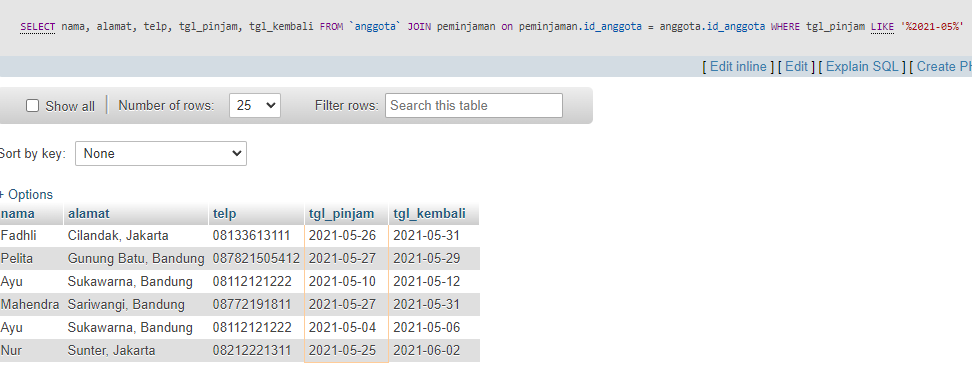 SELECT nama, alamat, telp, tgl_pinjam, tgl_kembali FROM `anggota` JOIN peminjaman on peminjaman.id_anggota = anggota.id_anggota WHERE tgl_pinjam LIKE '%2021-05%'
[ Edit inline ] [ Edit ] [ Explain SQL ] [ Create PH
Show all Number of rows: 25 Filter rows: Search this table
Sort by key: None
+ Options
nama alamat telp tgl_pinjam tgl_kembali
Fadhli Cilandak, Jakarta 08133613111 2021-05-26 2021-05-31
Pelita Gunung Batu, Bandung 087821505412 2021-05-27 2021-05-29
Ayu Sukawarna, Bandung 08112121222 2021-05-10 2021-05-12
Mahendra Sariwangi, Bandung 08772191811 2021-05-27 2021-05-31
Ayu Sukawarna, Bandung 08112121222 2021-05-04 2021-05-06
Nur Sunter, Jakarta 08212221311 2021-05-25 2021-06-02